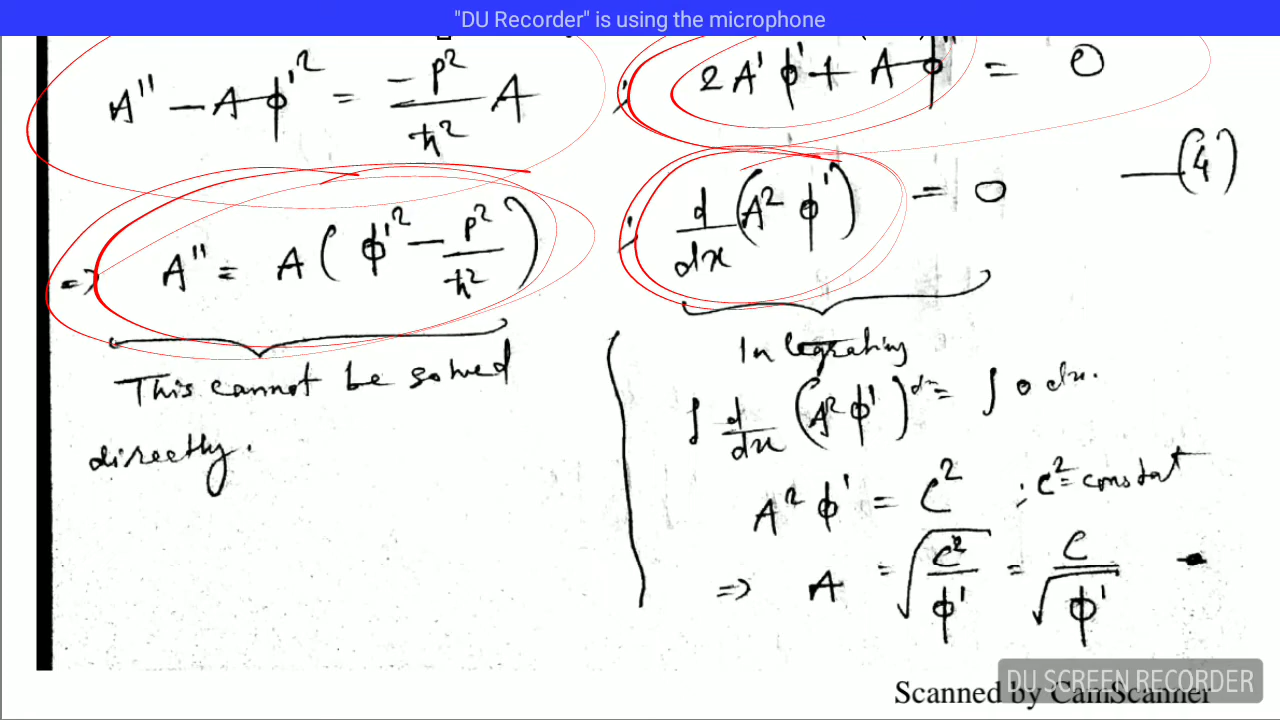 "DU Recorder" is using the microphone
A'' - Aϕ'² = -p²/ħ² A ; 2A'ϕ' + Aϕ'' = 0
=> A'' = A(ϕ'² - p²/ħ²) ; d/dx (A²ϕ') = 0 —(4)
This cannot be solved
directly.
Integrating
∫ d/dx (A²ϕ') dx = ∫ 0 dx.
A²ϕ' = C² ; C² = constant
=> A = √(C²/ϕ') = C/√ϕ'
DU SCREEN RECORDER
Scanned by CamScanner